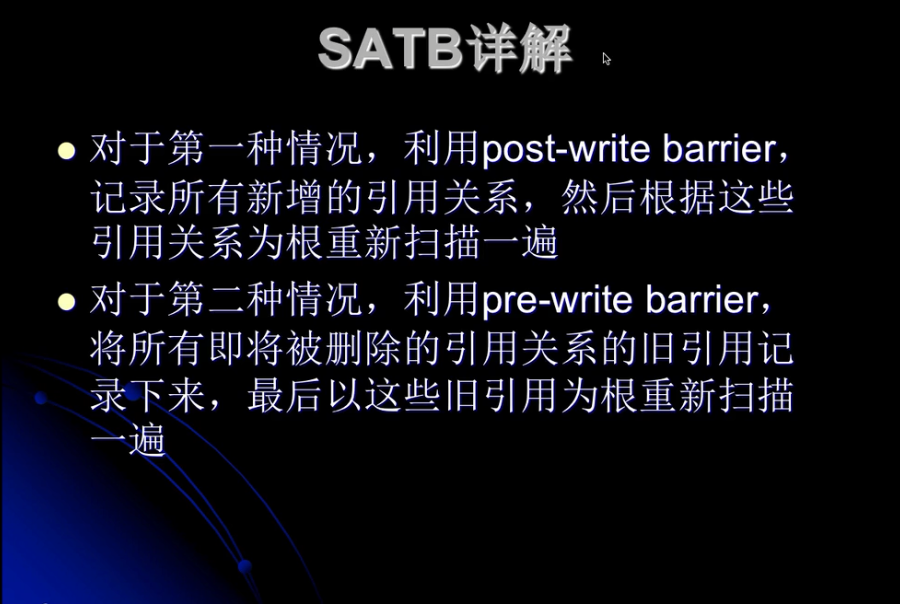 SATB详解
对于第一种情况，利用post-write barrier，
记录所有新增的引用关系，然后根据这些
引用关系为根重新扫描一遍
对于第二种情况，利用pre-write barrier，
将所有即将被删除的引用关系的旧引用记
录下来，最后以这些旧引用为根重新扫描
一遍